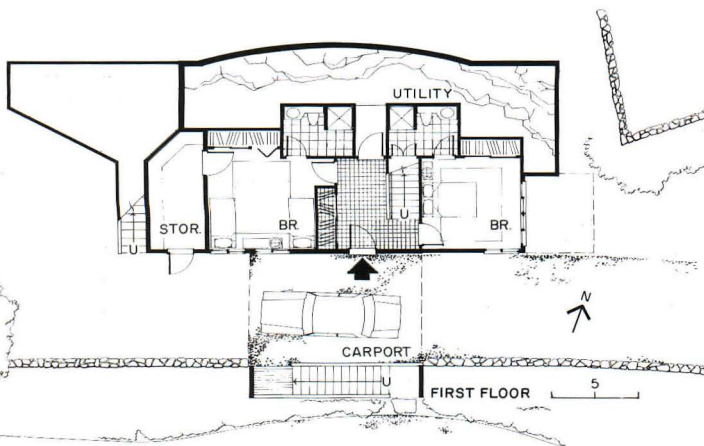 UTILITY
STOR.
BR.
U
BR.
U
N
CARPORT
U
FIRST FLOOR
5